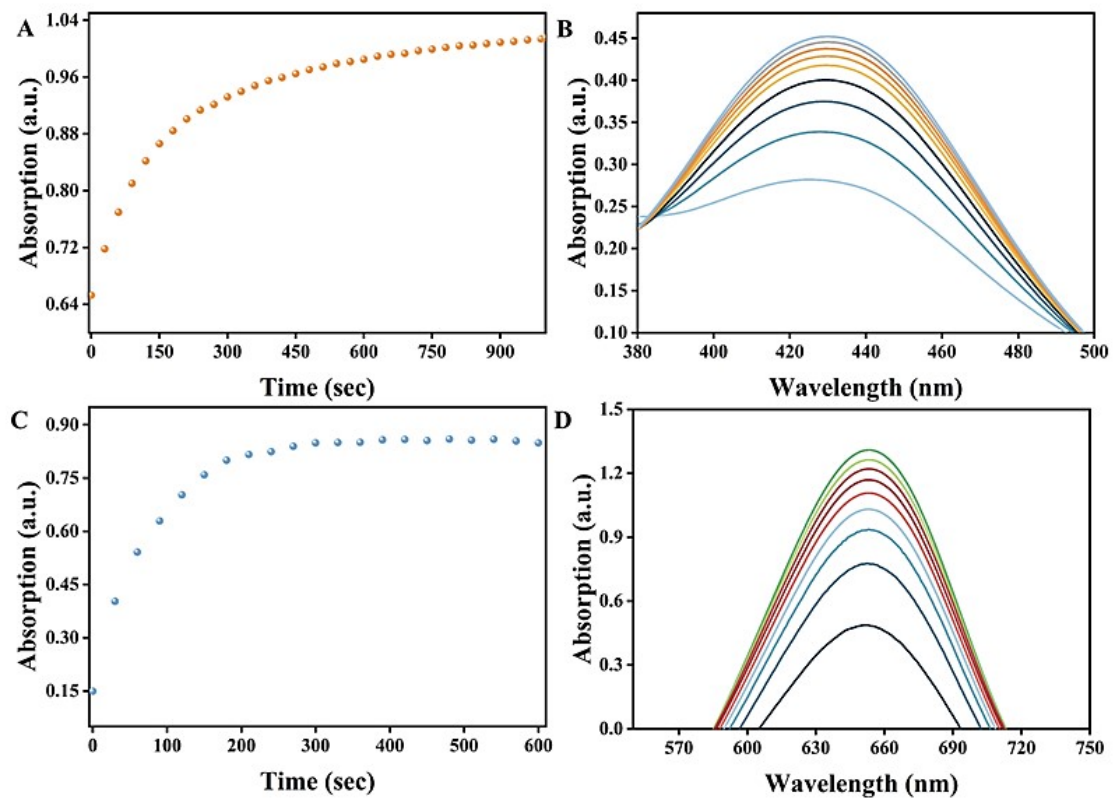 A
Absorption (a.u.)
1.04
0.96
0.88
0.80
0.72
0.64
0 150 300 450 600 750 900
Time (sec)
B
Absorption (a.u.)
0.45
0.40
0.35
0.30
0.25
0.20
0.15
0.10
380 400 420 440 460 480 500
Wavelength (nm)
C
Absorption (a.u.)
0.90
0.75
0.60
0.45
0.30
0.15
0 100 200 300 400 500 600
Time (sec)
D
Absorption (a.u.)
1.5
1.2
0.9
0.6
0.3
0.0
570 600 630 660 690 720 750
Wavelength (nm)